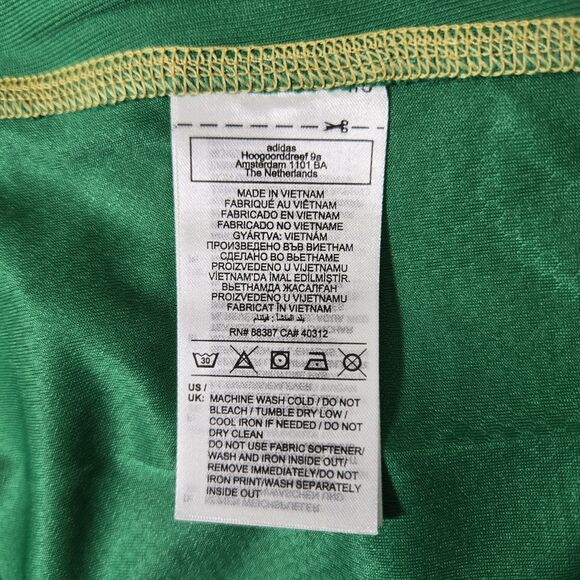 adidas
Hoogoorddreef 9a
Amsterdam 1101 BA
The Netherlands
MADE IN VIETNAM
FABRIQUÉ AU VIÊTNAM
FABRICADO EN VIETNAM
FABRICADO NO VIETNAME
GYÁRTVA: VIETNÁM
ПРОИЗВЕДЕНО ВЪВ ВИЕТНАМ
СДЕЛАНО ВО ВЬЕТНАМЕ
PROIZVEDENO U VIJETNAMU
VIETNAM'DA İMAL EDİLMİŞTİR.
ВЬЕТНАМДА ЖАСАЛҒАН
PROIZVEDENO U VIJETNAMU
FABRICAT ÎN VIETNAM
بلد المنشأ: فيتنام
RN# 88387 CA# 40312
30
US /
UK: MACHINE WASH COLD / DO NOT
BLEACH / TUMBLE DRY LOW /
COOL IRON IF NEEDED / DO NOT
DRY CLEAN
DO NOT USE FABRIC SOFTENER/
WASH AND IRON INSIDE OUT/
REMOVE IMMEDIATELY/DO NOT
IRON PRINT/WASH SEPARATELY
INSIDE OUT